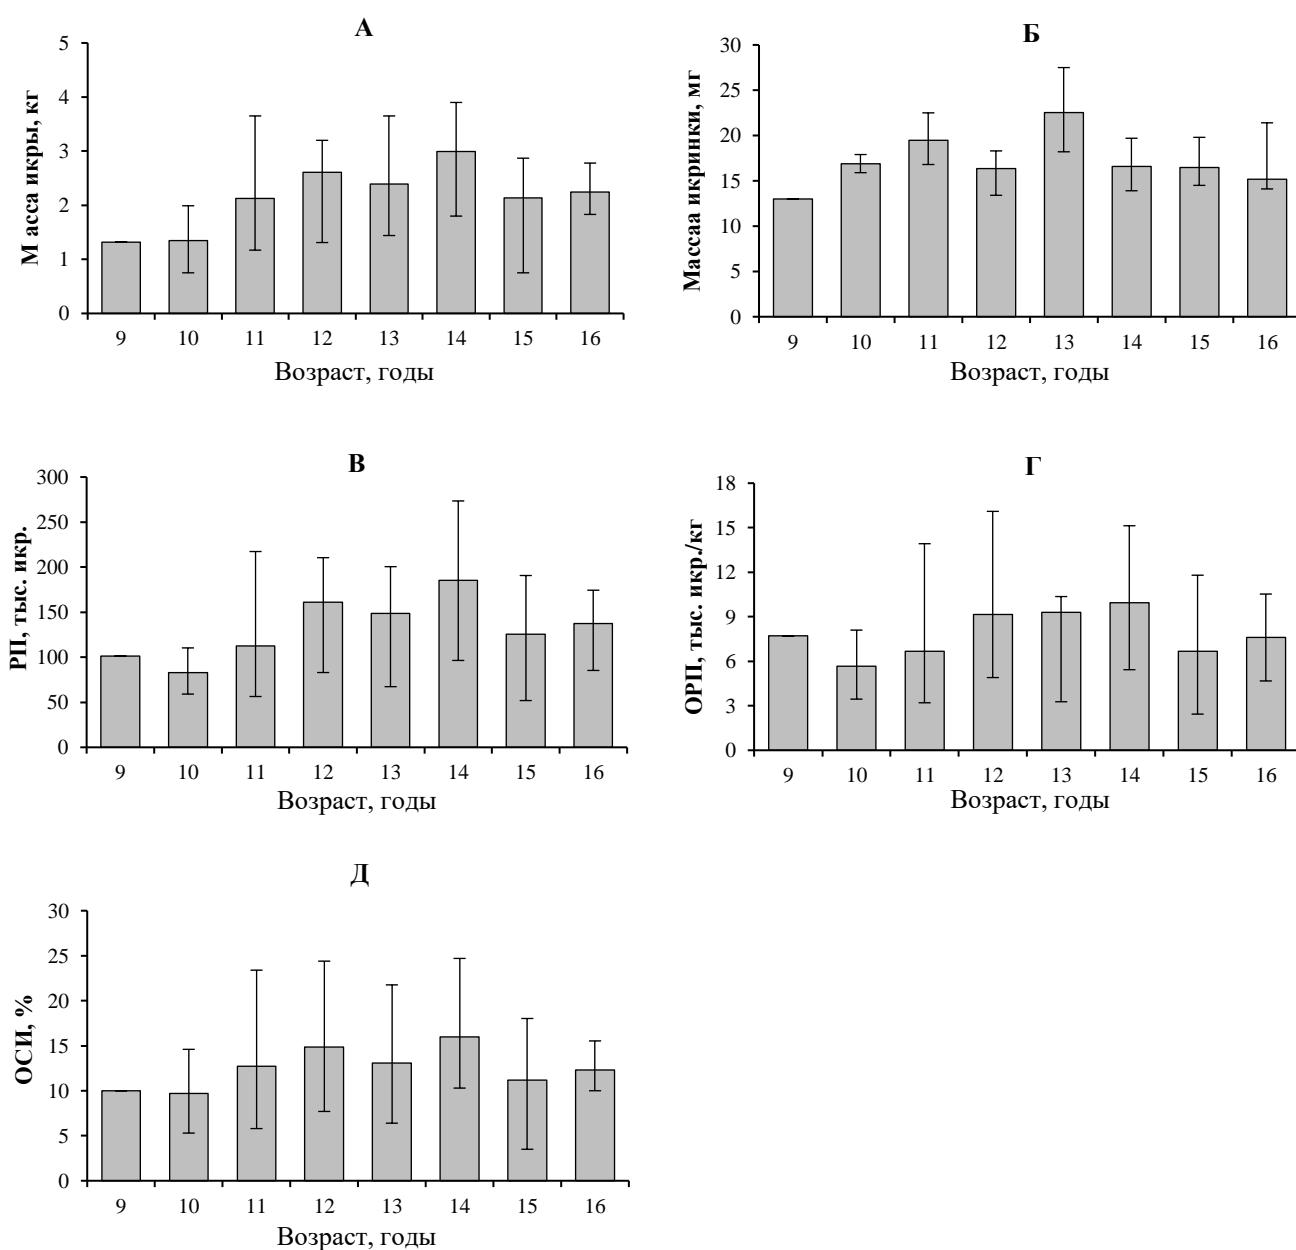 А
М асса икры, кг
5
4
3
2
1
0
9 10 11 12 13 14 15 16
Возраст, годы
Б
Массаа икринки, мг
30
25
20
15
10
5
0
9 10 11 12 13 14 15 16
Возраст, годы
В
РП, тыс. икр.
300
250
200
150
100
50
0
9 10 11 12 13 14 15 16
Возраст, годы
Г
ОРП, тыс. икр./кг
18
15
12
9
6
3
0
9 10 11 12 13 14 15 16
Возраст, годы
Д
ОСИ, %
30
25
20
15
10
5
0
9 10 11 12 13 14 15 16
Возраст, годы